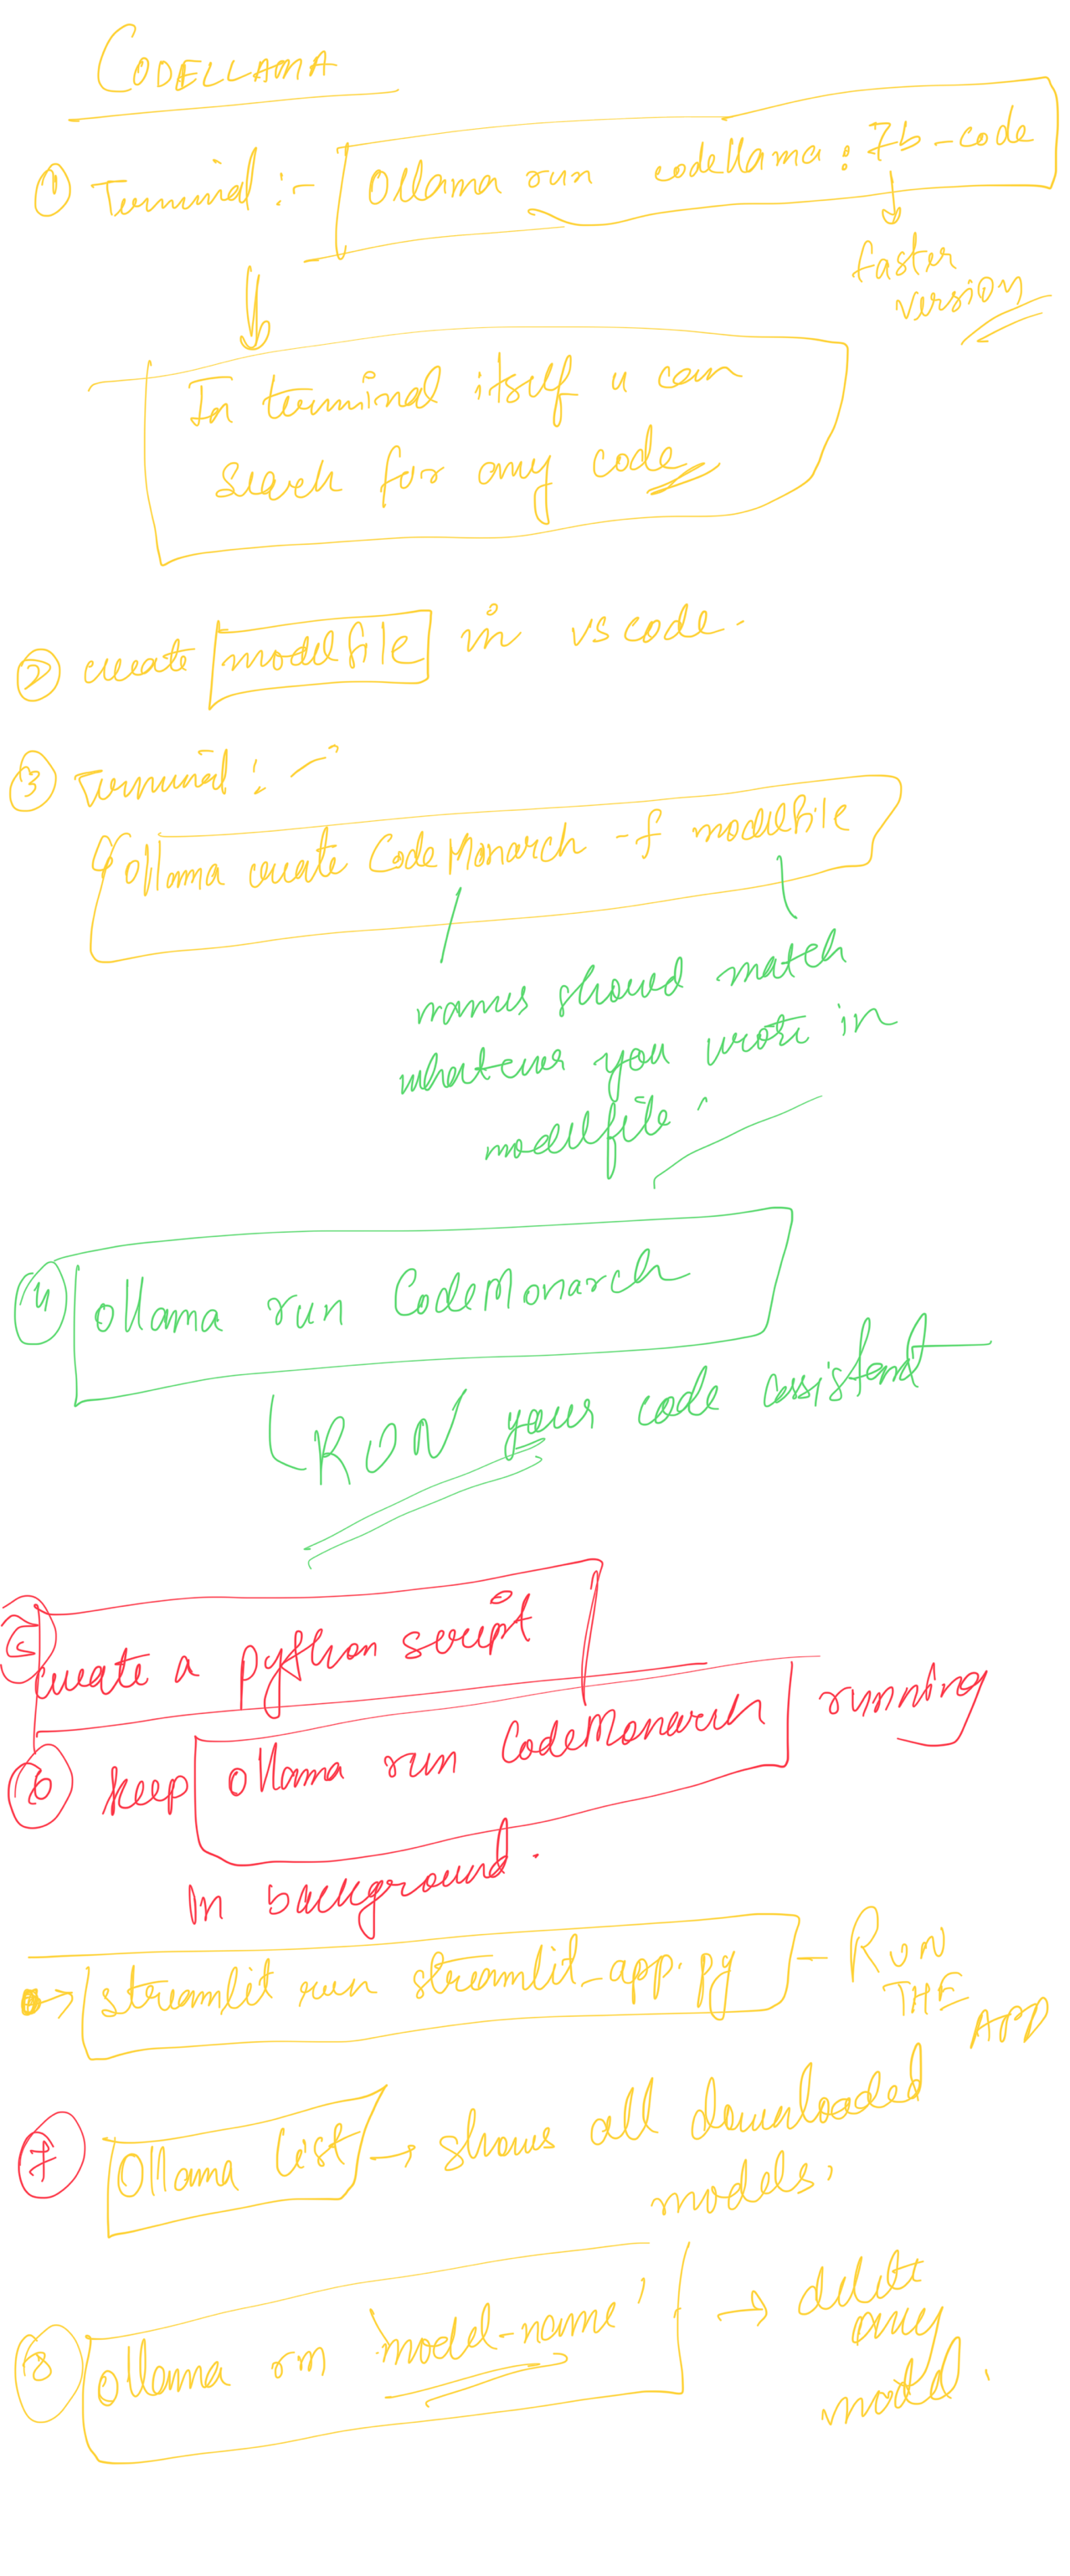 CODELLAMA
① Terminal :- Ollama run codellama : 7b-code
faster
version
In terminal itself u can
search for any code
② create modelfile in vscode.
③ Terminal :-
ollama create CodeMonarch -f modelfile
names should match
whatever you wrote in
modelfile.
④ ollama run CodeMonarch
RUN your code assistant
⑤ create a python script
⑥ keep ollama run CodeMonarch running
in background.
→ streamlit run streamlit_app.py - RUN
THE
APP
⑦ Ollama list → shows all downloaded
models.
⑧ ollama rm 'model-name' → delete
any
model.